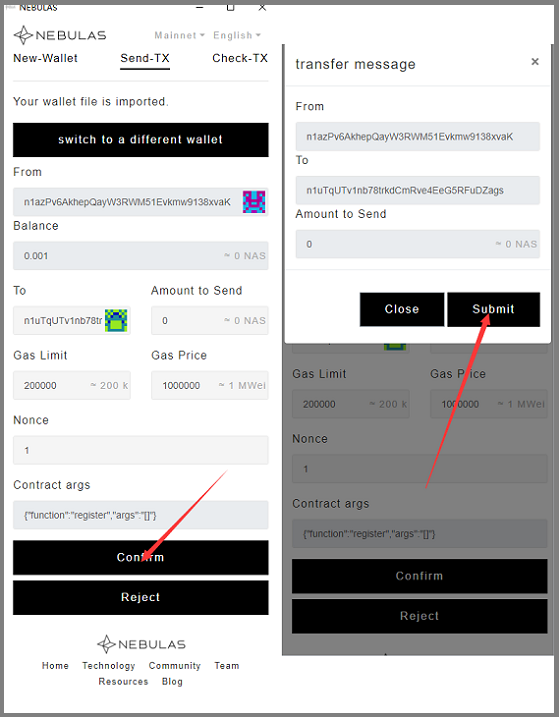 NEBULAS
NEBULAS
Mainnet English
New-Wallet Send-TX Check-TX
Your wallet file is imported.
switch to a different wallet
From
n1azPv6AkhepQayW3RWM51Evkmw9138xvaK
Balance
0.001 ~ 0 NAS
To Amount to Send
n1uTqUTv1nb78tr 0 ~ 0 NAS
Gas Limit Gas Price
200000 ~ 200 k 1000000 ~ 1 MWei
Nonce
1
Contract args
{"function":"register","args":"[]"}
Confirm
Reject
NEBULAS
Home Technology Community Team
Resources Blog
transfer message ×
From
n1azPv6AkhepQayW3RWM51Evkmw9138xvaK
To
n1uTqUTv1nb78trkdCmRve4EeG5RFuDZags
Amount to Send
0 ~ 0 NAS
Close Submit
Gas Limit Gas Price
200000 ~ 200 k 1000000 ~ 1 MWei
Nonce
1
Contract args
{"function":"register","args":"[]"}
Confirm
Reject